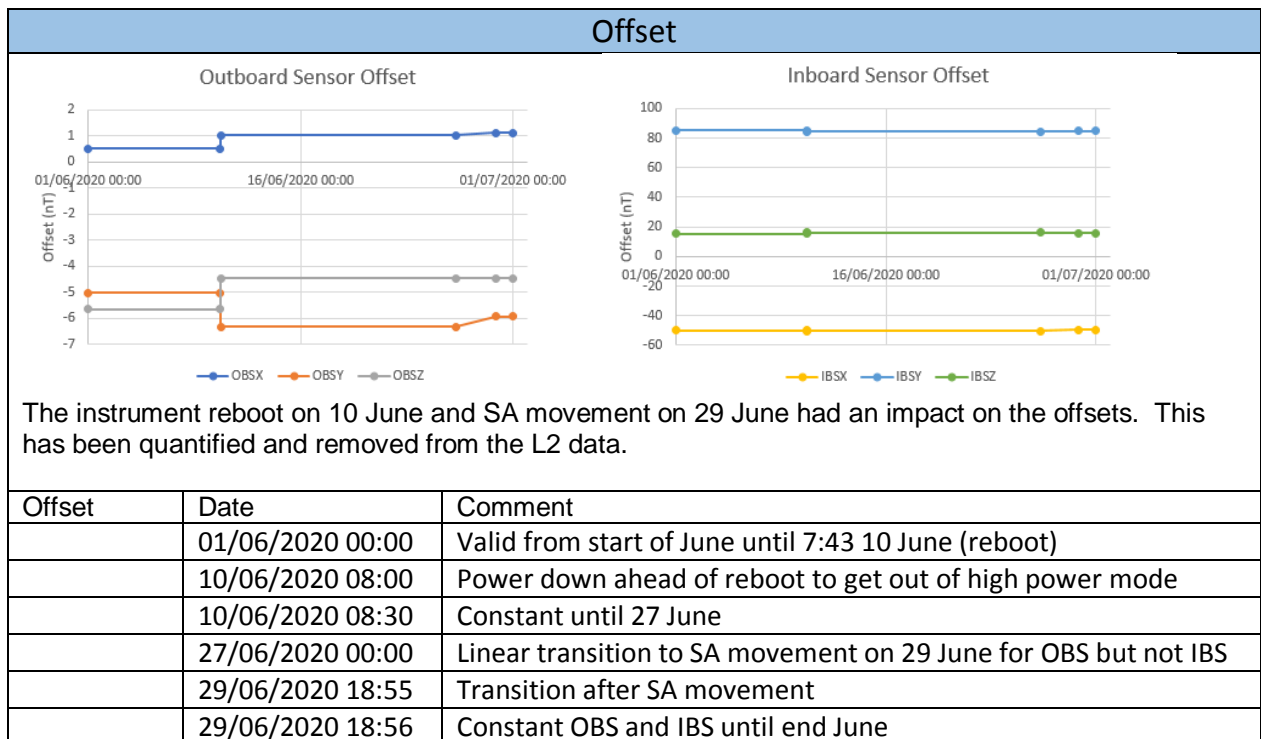 Offset
Outboard Sensor Offset
2
1
0
-1
-2
-3
-4
-5
-6
-7
Offset (nT)
01/06/2020 00:00 16/06/2020 00:00 01/07/2020 00:00
OBSX OBSY OBSZ
Inboard Sensor Offset
100
80
60
40
20
0
-20
-40
-60
Offset (nT)
01/06/2020 00:00 16/06/2020 00:00 01/07/2020 00:00
IBSX IBSY IBSZ
The instrument reboot on 10 June and SA movement on 29 June had an impact on the offsets. This
has been quantified and removed from the L2 data.
Offset Date Comment
01/06/2020 00:00 Valid from start of June until 7:43 10 June (reboot)
10/06/2020 08:00 Power down ahead of reboot to get out of high power mode
10/06/2020 08:30 Constant until 27 June
27/06/2020 00:00 Linear transition to SA movement on 29 June for OBS but not IBS
29/06/2020 18:55 Transition after SA movement
29/06/2020 18:56 Constant OBS and IBS until end June